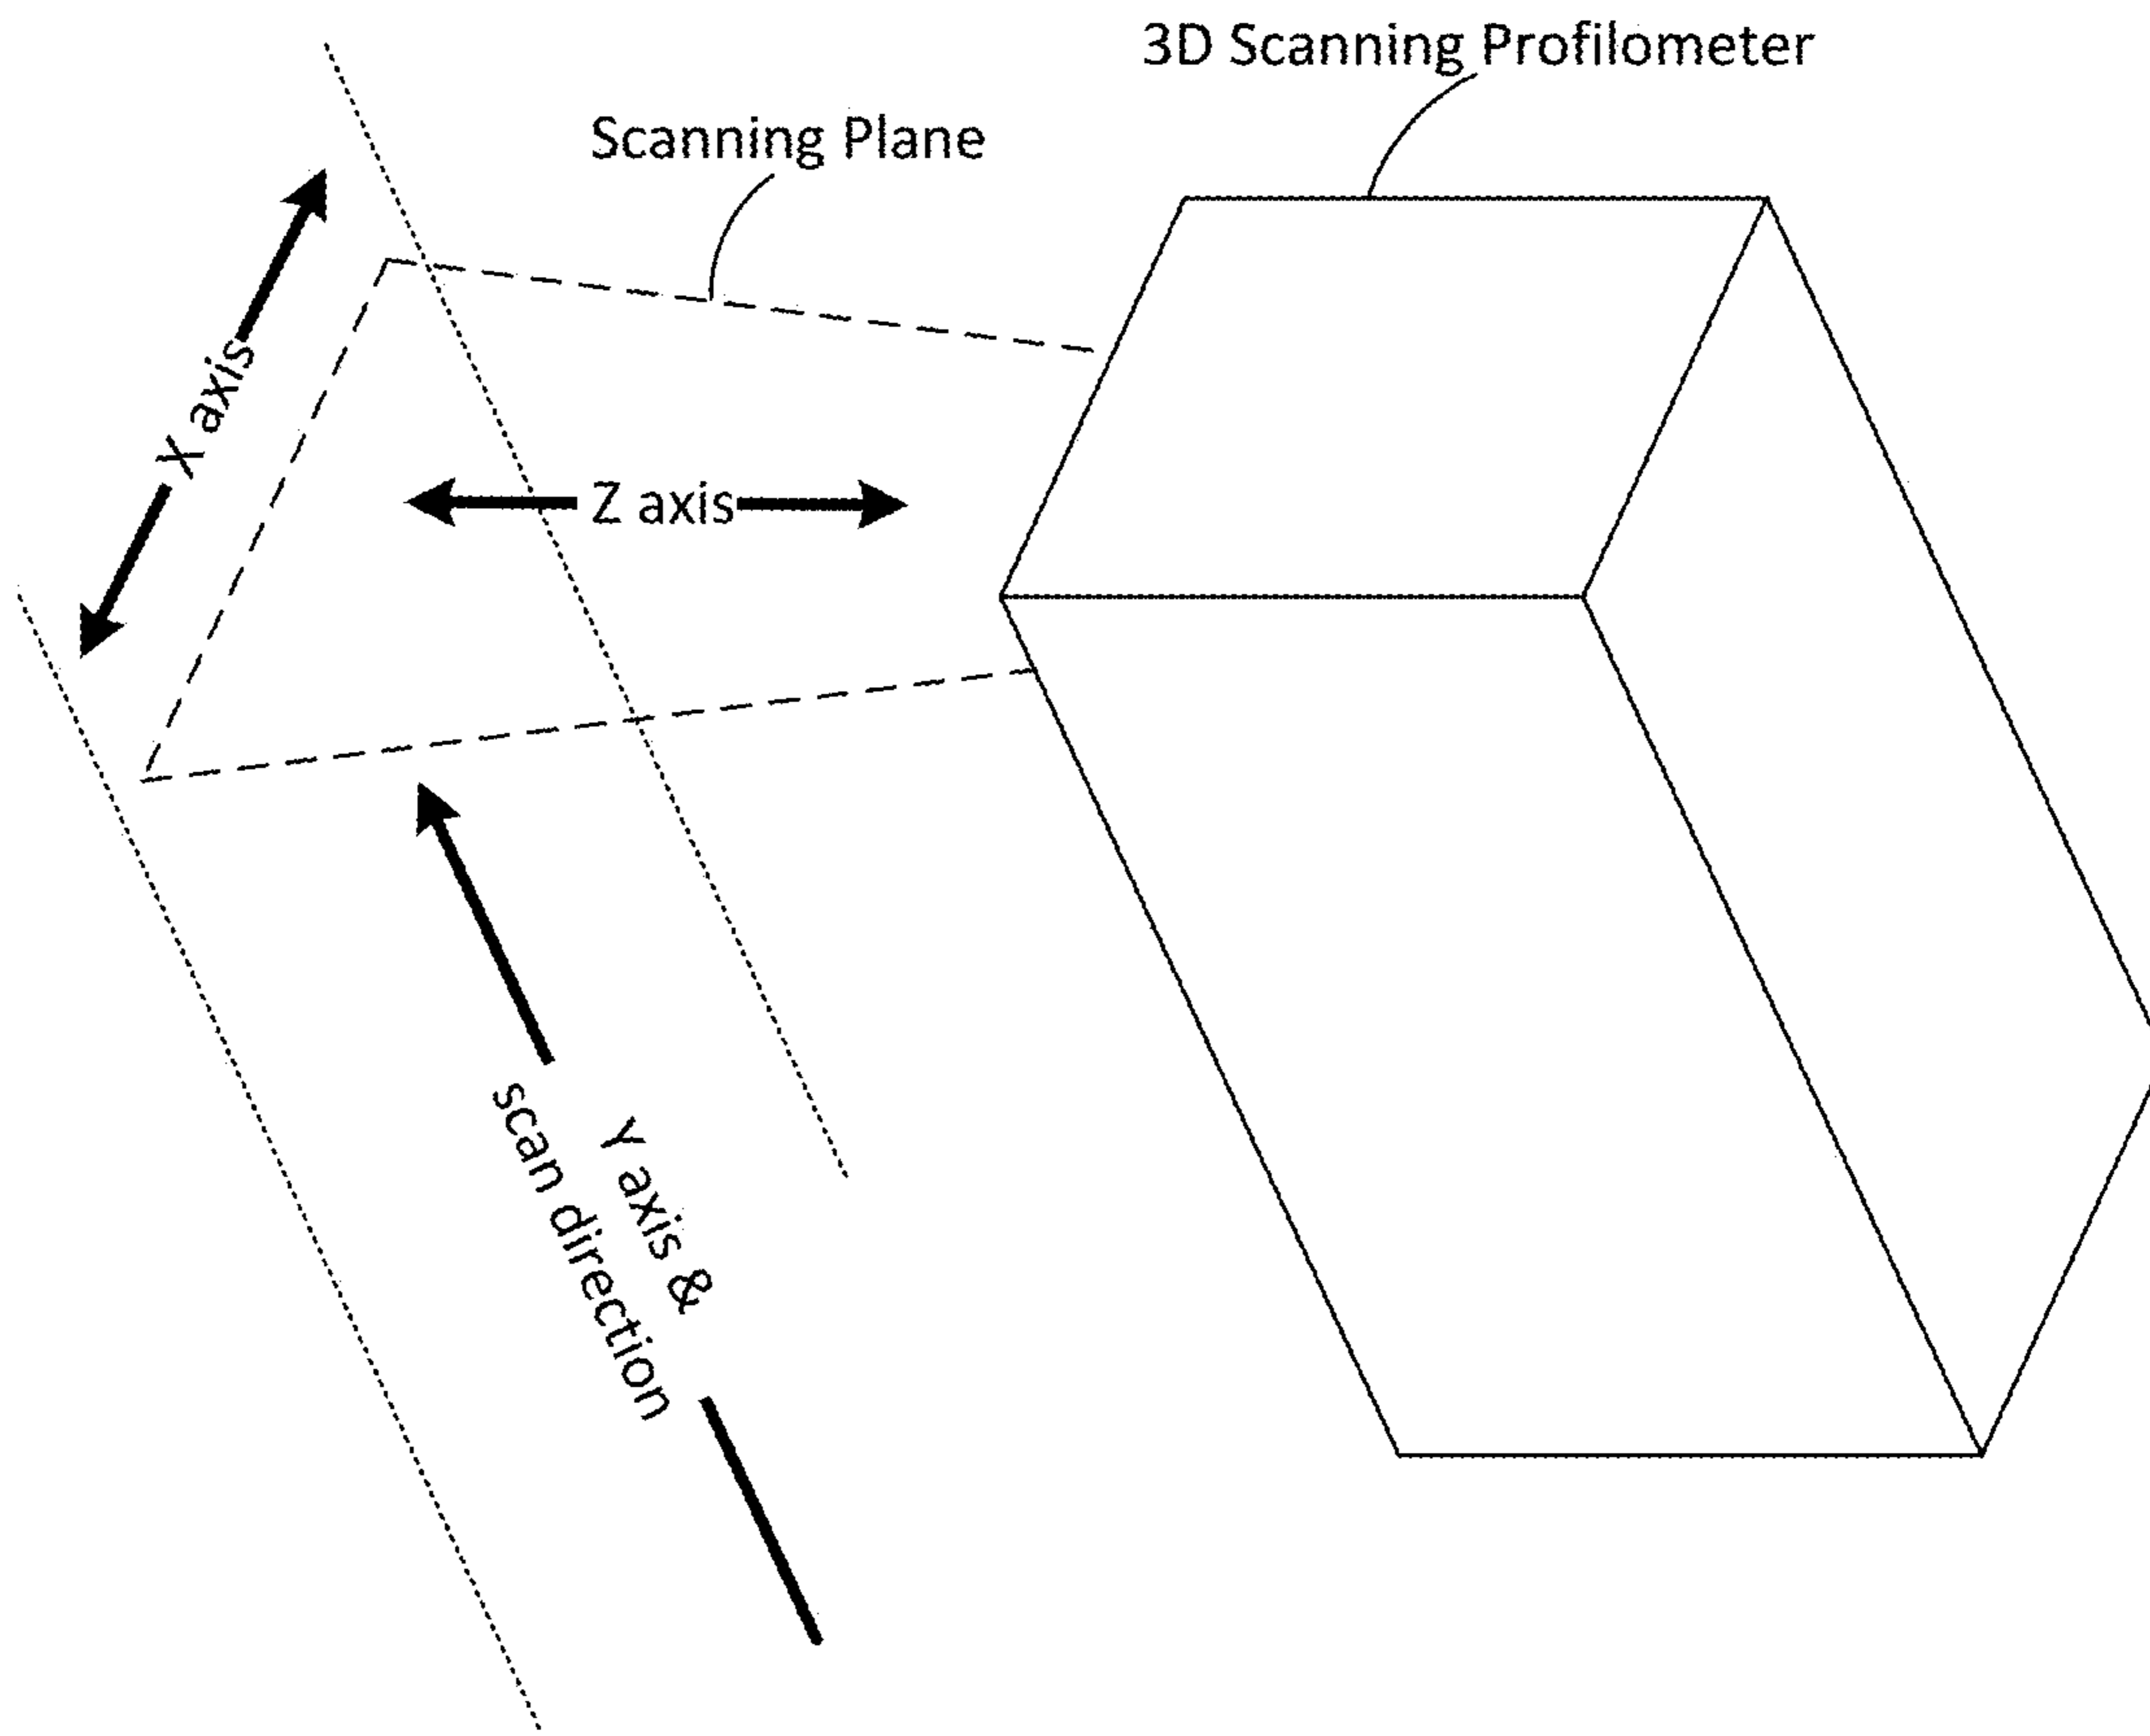 3D Scanning Profilometer
Scanning Plane
X axis
Z axis
Y axis &
scan direction